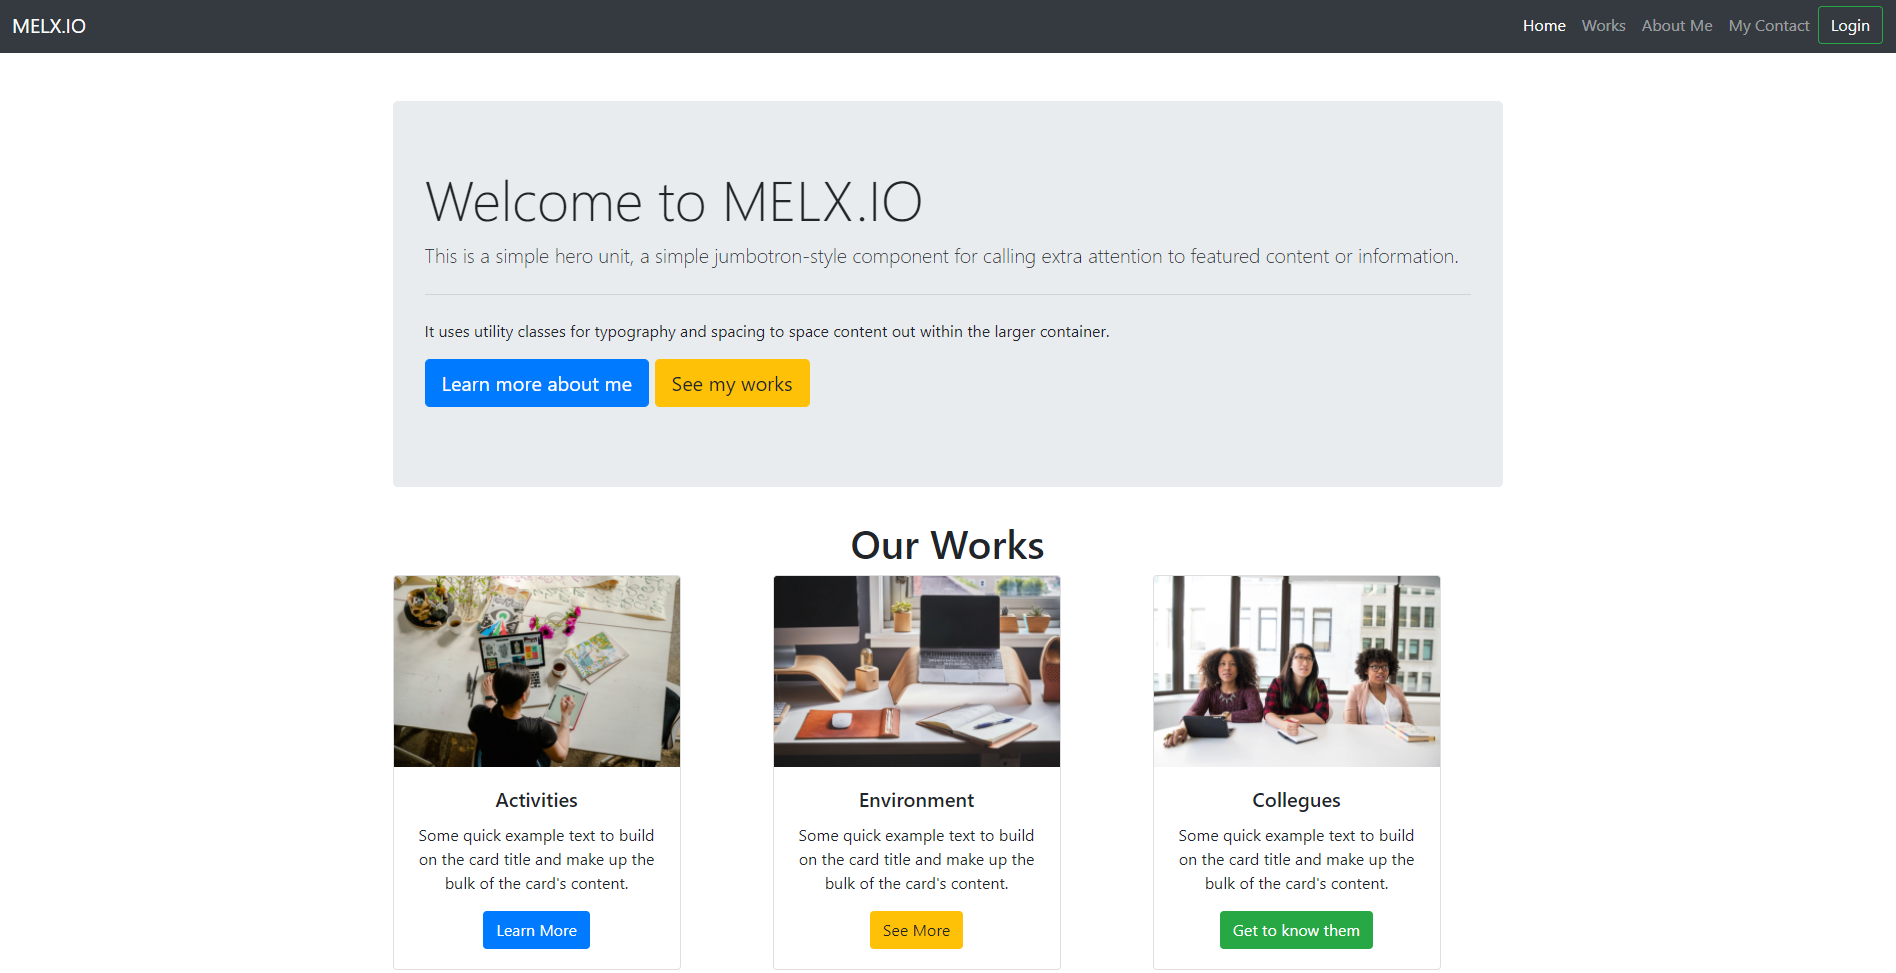 MELX.IO
Home Works About Me My Contact Login
Welcome to MELX.IO
This is a simple hero unit, a simple jumbotron-style component for calling extra attention to featured content or information.
It uses utility classes for typography and spacing to space content out within the larger container.
Learn more about me See my works
Our Works
Activities
Some quick example text to build
on the card title and make up the
bulk of the card's content.
Learn More
Environment
Some quick example text to build
on the card title and make up the
bulk of the card's content.
See More
Collegues
Some quick example text to build
on the card title and make up the
bulk of the card's content.
Get to know them